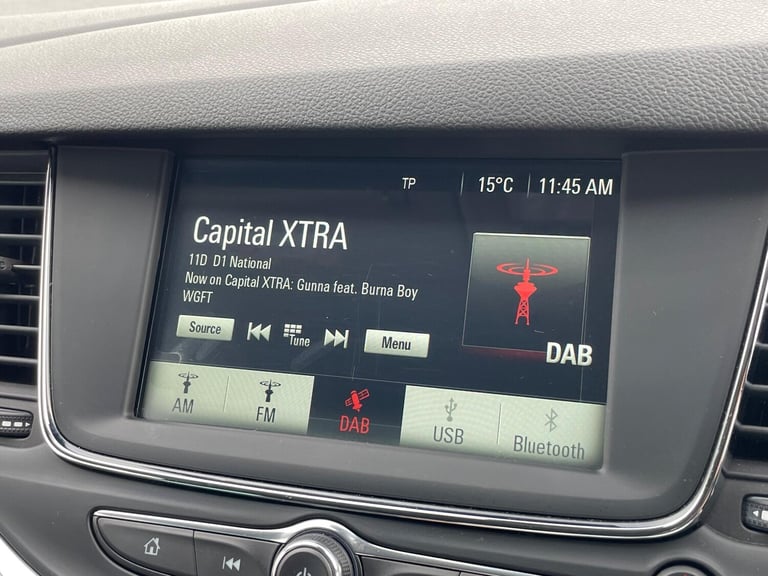 TP 15°C 11:45 AM
Capital XTRA
11D D1 National
Now on Capital XTRA: Gunna feat. Burna Boy
WGFT
Source Tune Menu
DAB
AM FM DAB USB Bluetooth